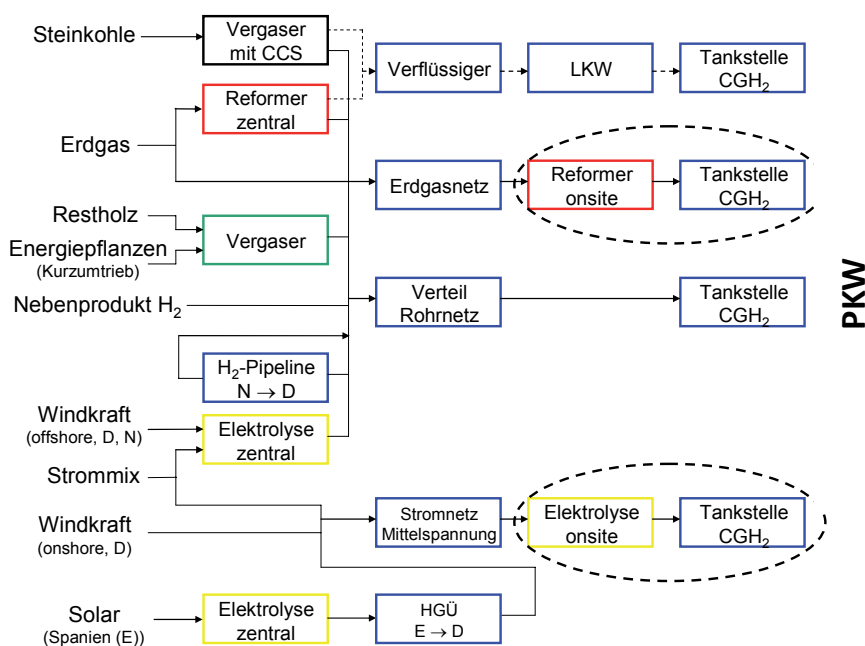 Steinkohle
Vergaser
mit CCS
Verflüssiger
LKW
Tankstelle
CGH₂
Reformer
zentral
Erdgas
Erdgasnetz
Reformer
onsite
Tankstelle
CGH₂
Restholz
Energiepflanzen
(Kurzumtrieb)
Vergaser
Nebenprodukt H₂
Verteil
Rohrnetz
Tankstelle
CGH₂
PKW
H₂-Pipeline
N → D
Windkraft
(offshore, D, N)
Elektrolyse
zentral
Strommix
Windkraft
(onshore, D)
Stromnetz
Mittelspannung
Elektrolyse
onsite
Tankstelle
CGH₂
Solar
(Spanien (E))
Elektrolyse
zentral
HGÜ
E → D